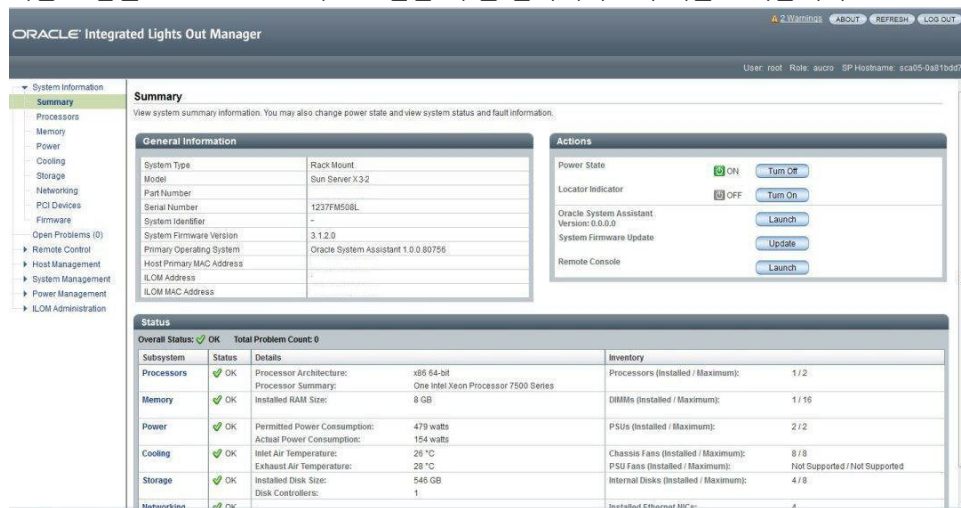 2 Warnings ABOUT REFRESH LOG OUT
ORACLE Integrated Lights Out Manager
User: root Role: aucro SP Hostname: sca05-0a81bdd7
System Information
Summary
Processors
Memory
Power
Cooling
Storage
Networking
PCI Devices
Firmware
Open Problems (0)
Remote Control
Host Management
System Management
Power Management
ILOM Administration
Summary
View system summary information. You may also change power state and view system status and fault information.
General Information
System Type Rack Mount
Model Sun Server X3-2
Part Number
Serial Number 1237FM508L
System Identifier -
System Firmware Version 3.1.2.0
Primary Operating System Oracle System Assistant 1.0.0.80756
Host Primary MAC Address
ILOM Address
ILOM MAC Address
Actions
Power State ON Turn Off
Locator Indicator OFF Turn On
Oracle System Assistant
Version: 0.0.0.0 Launch
System Firmware Update Update
Remote Console Launch
Status
Overall Status: OK Total Problem Count: 0
Subsystem Status Details Inventory
Processors OK Processor Architecture: x86 64-bit Processors (Installed / Maximum): 1 / 2
Processor Summary: One Intel Xeon Processor 7500 Series
Memory OK Installed RAM Size: 8 GB DIMMs (Installed / Maximum): 1 / 16
Power OK Permitted Power Consumption: 479 watts PSUs (Installed / Maximum): 2 / 2
Actual Power Consumption: 154 watts
Cooling OK Inlet Air Temperature: 26 °C Chassis Fans (Installed / Maximum): 8 / 8
Exhaust Air Temperature: 28 °C PSU Fans (Installed / Maximum): Not Supported / Not Supported
Storage OK Installed Disk Size: 546 GB Internal Disks (Installed / Maximum): 4 / 8
Disk Controllers: 1
Networking OK Installed Ethernet NICs: 4